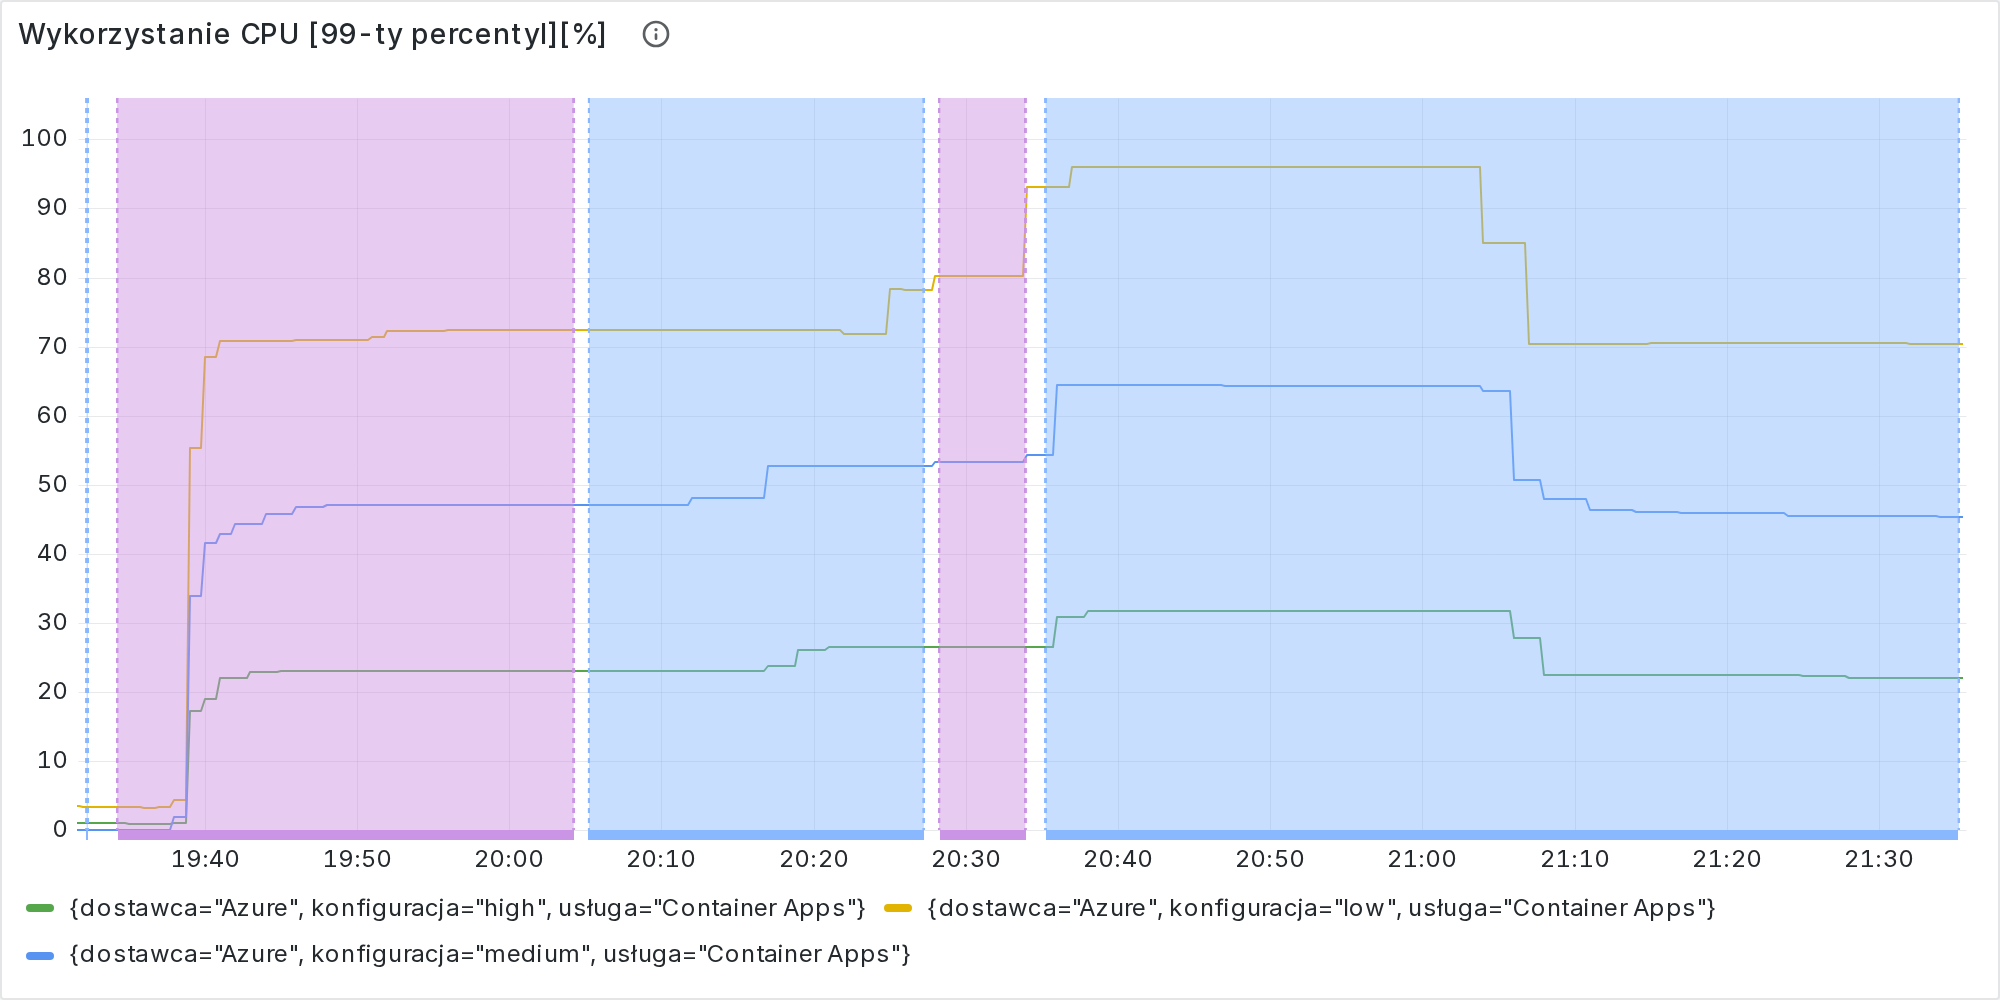 Wykorzystanie CPU [99-ty percentyl][%]
100
90
80
70
60
50
40
30
20
10
0
19:40 19:50 20:00 20:10 20:20 20:30 20:40 20:50 21:00 21:10 21:20 21:30
{dostawca="Azure", konfiguracja="high", usługa="Container Apps"} {dostawca="Azure", konfiguracja="low", usługa="Container Apps"}
{dostawca="Azure", konfiguracja="medium", usługa="Container Apps"}